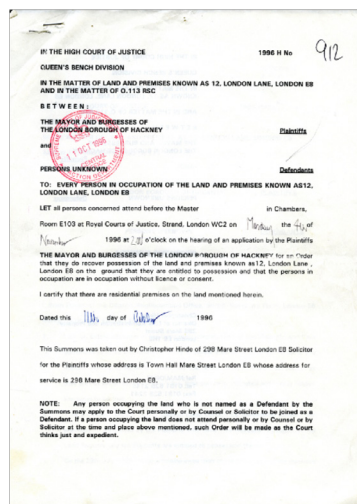 912
IN THE HIGH COURT OF JUSTICE 1996 H No
QUEEN'S BENCH DIVISION
IN THE MATTER OF LAND AND PREMISES KNOWN AS 12, LONDON LANE, LONDON E8
AND IN THE MATTER OF O.113 RSC
BETWEEN:
THE MAYOR AND BURGESSES OF
THE LONDON BOROUGH OF HACKNEY Plaintiffs
and
11 OCT 1996
PERSONS UNKNOWN Defendants
TO: EVERY PERSON IN OCCUPATION OF THE LAND AND PREMISES KNOWN AS12,
LONDON LANE, LONDON E8
LET all persons concerned attend before the Master in Chambers,
Room E103 at Royal Courts of Justice, Strand, London WC2 on Monday the 4th of
November 1996 at o'clock on the hearing of an application by the Plaintiffs
THE MAYOR AND BURGESSES OF THE LONDON BOROUGH OF HACKNEY for an Order
that they do recover possession of the land and premises known as12, London Lane ,
London E8 on the ground that they are entitled to possession and that the persons in
occupation are in occupation without licence or consent.
I certify that there are residential premises on the land mentioned herein.
Dated this 11th day of October 1996
This Summons was taken out by Christopher Hinde of 298 Mare Street London E8 Solicitor
for the Plaintiffs whose address is Town Hall Mare Street London E8 whose address for
service is 298 Mare Street London E8.
NOTE: Any person occupying the land who is not named as a Defendant by the
Summons may apply to the Court personally or by Counsel or Solicitor to be joined as a
Defendant. If a person occupying the land does not attend personally or by Counsel or by
Solicitor at the time and place above mentioned, such Order will be made as the Court
thinks just and expedient.